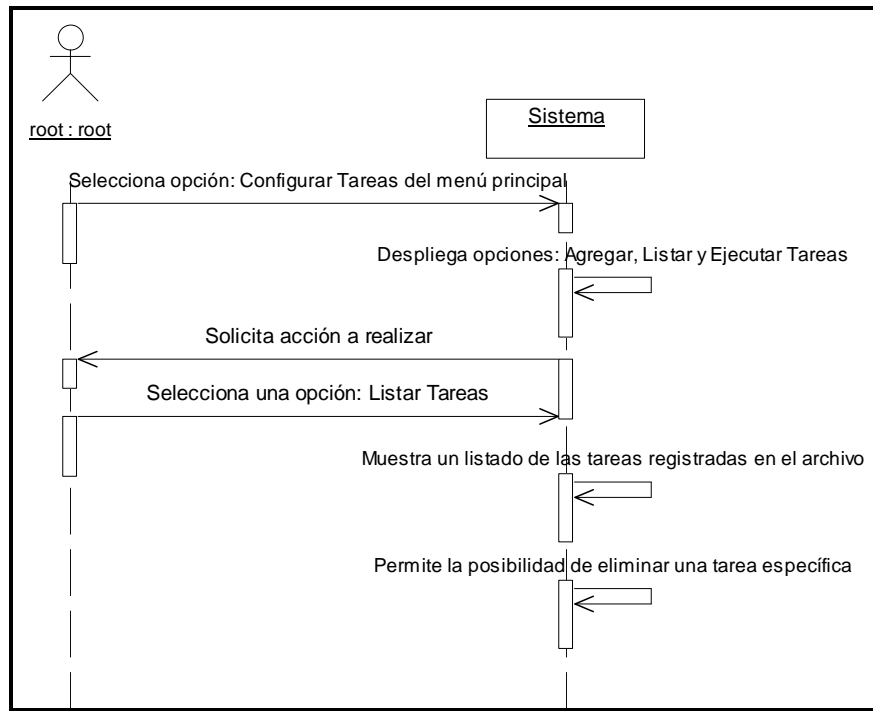 root : root
Sistema
Selecciona opción: Configurar Tareas del menú principal
Despliega opciones: Agregar, Listar y Ejecutar Tareas
Solicita acción a realizar
Selecciona una opción: Listar Tareas
Muestra un listado de las tareas registradas en el archivo
Permite la posibilidad de eliminar una tarea específica